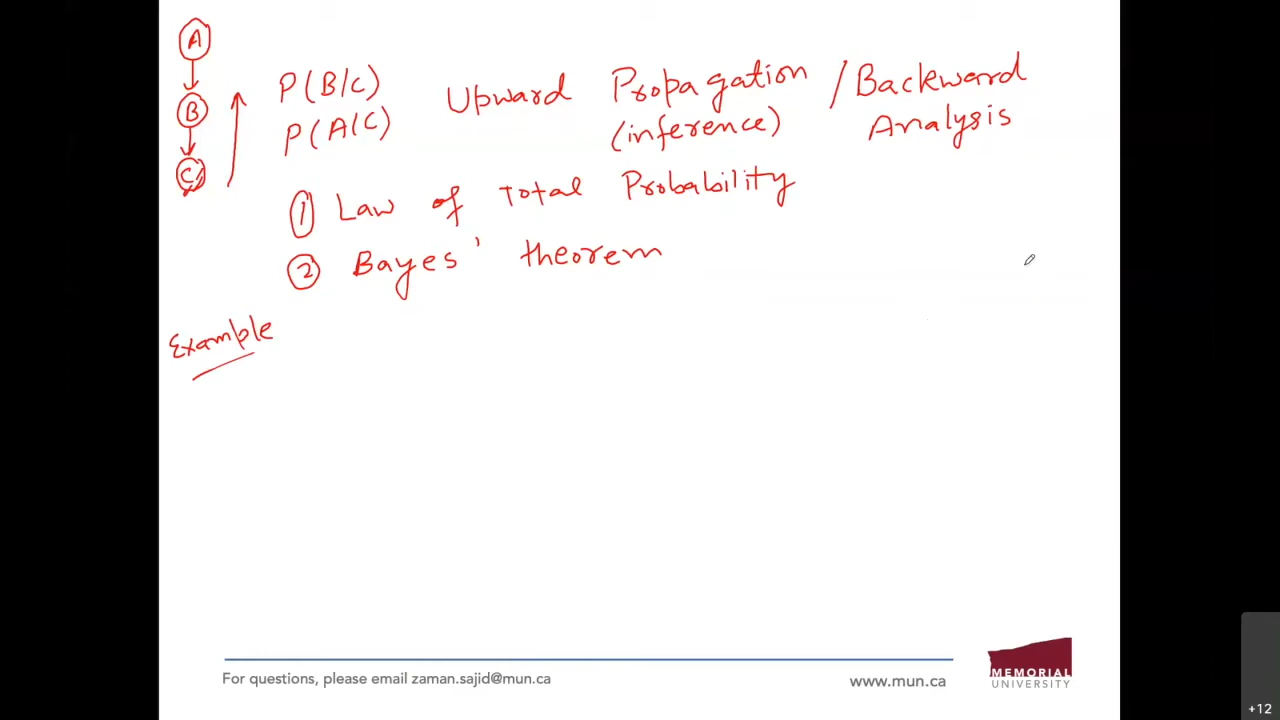 A
B
C
P(B/C) Upward Propagation / Backward
P(A/C) (inference) Analysis
① Law of Total Probability
② Bayes' theorem
Example
For questions, please email zaman.sajid@mun.ca
www.mun.ca
MEMORIAL
UNIVERSITY
+12